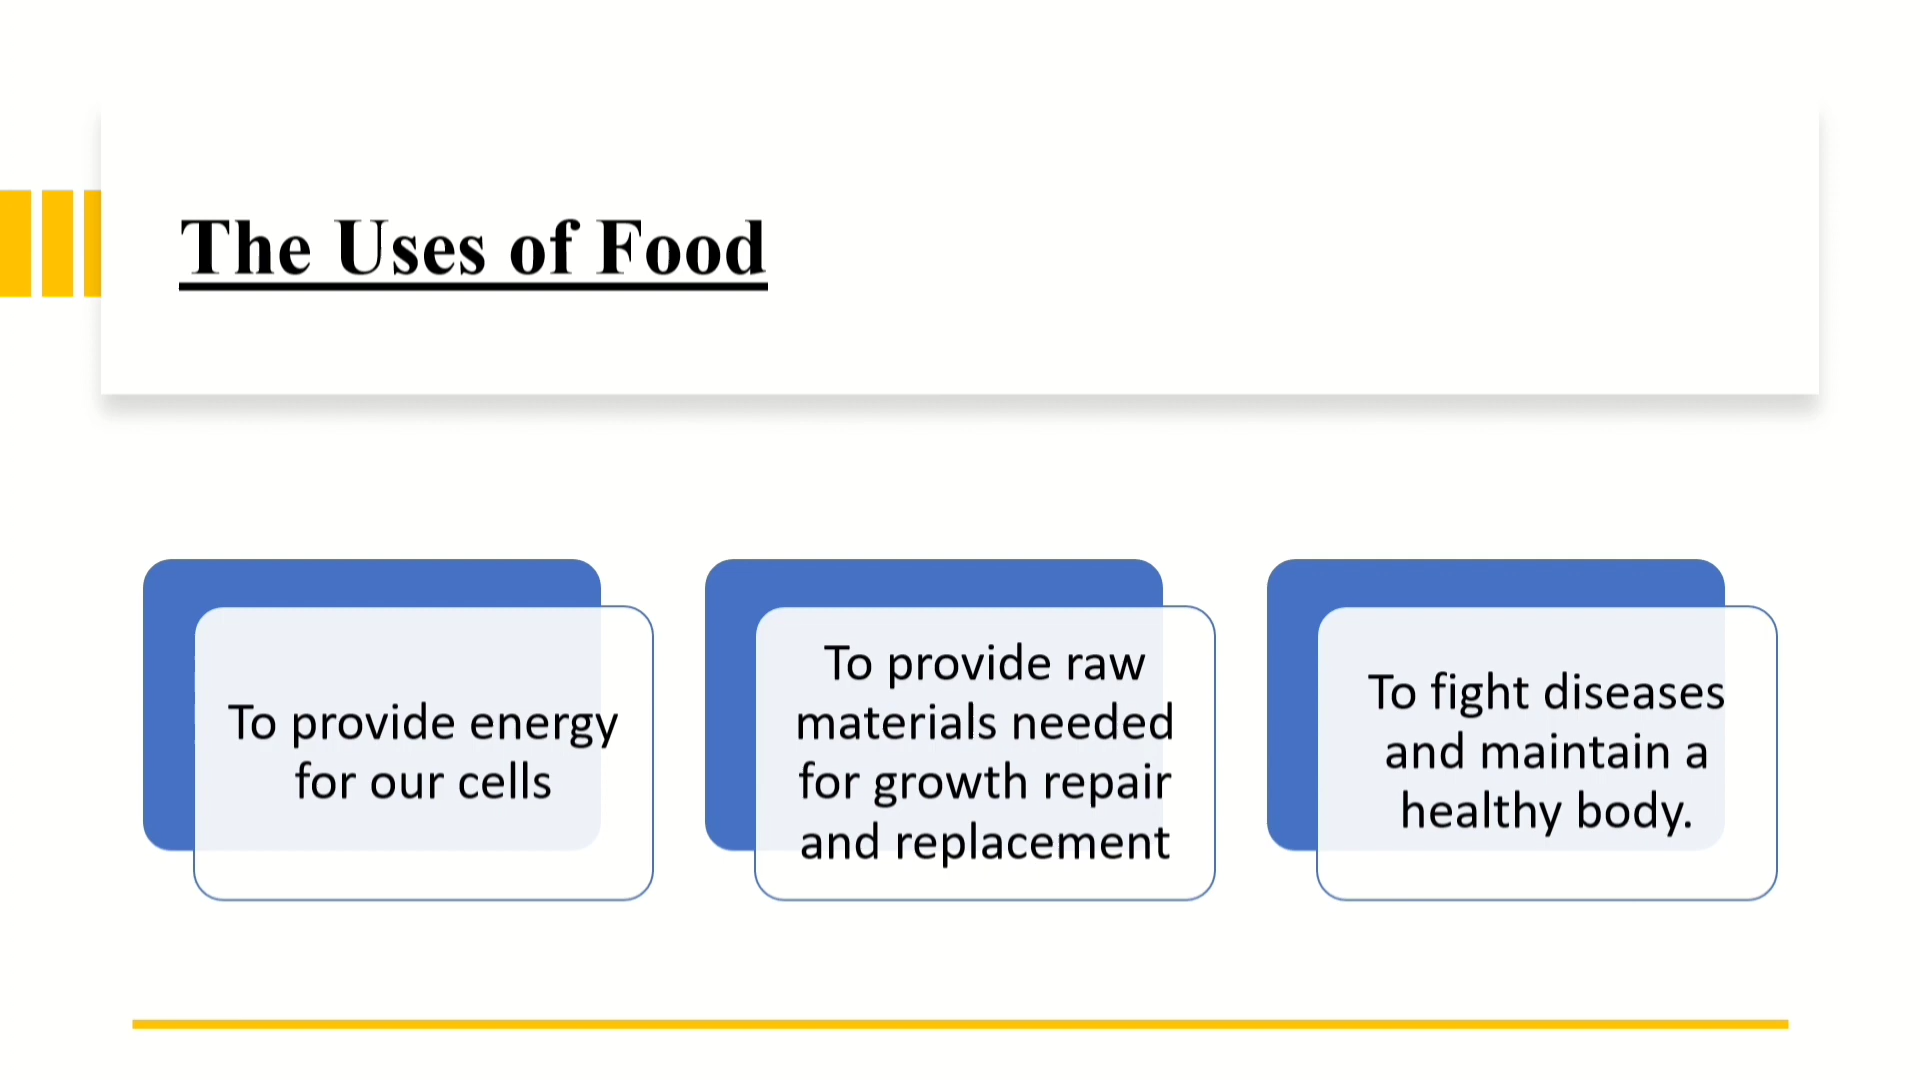 The Uses of Food
To provide energy
for our cells
To provide raw
materials needed
for growth repair
and replacement
To fight diseases
and maintain a
healthy body.